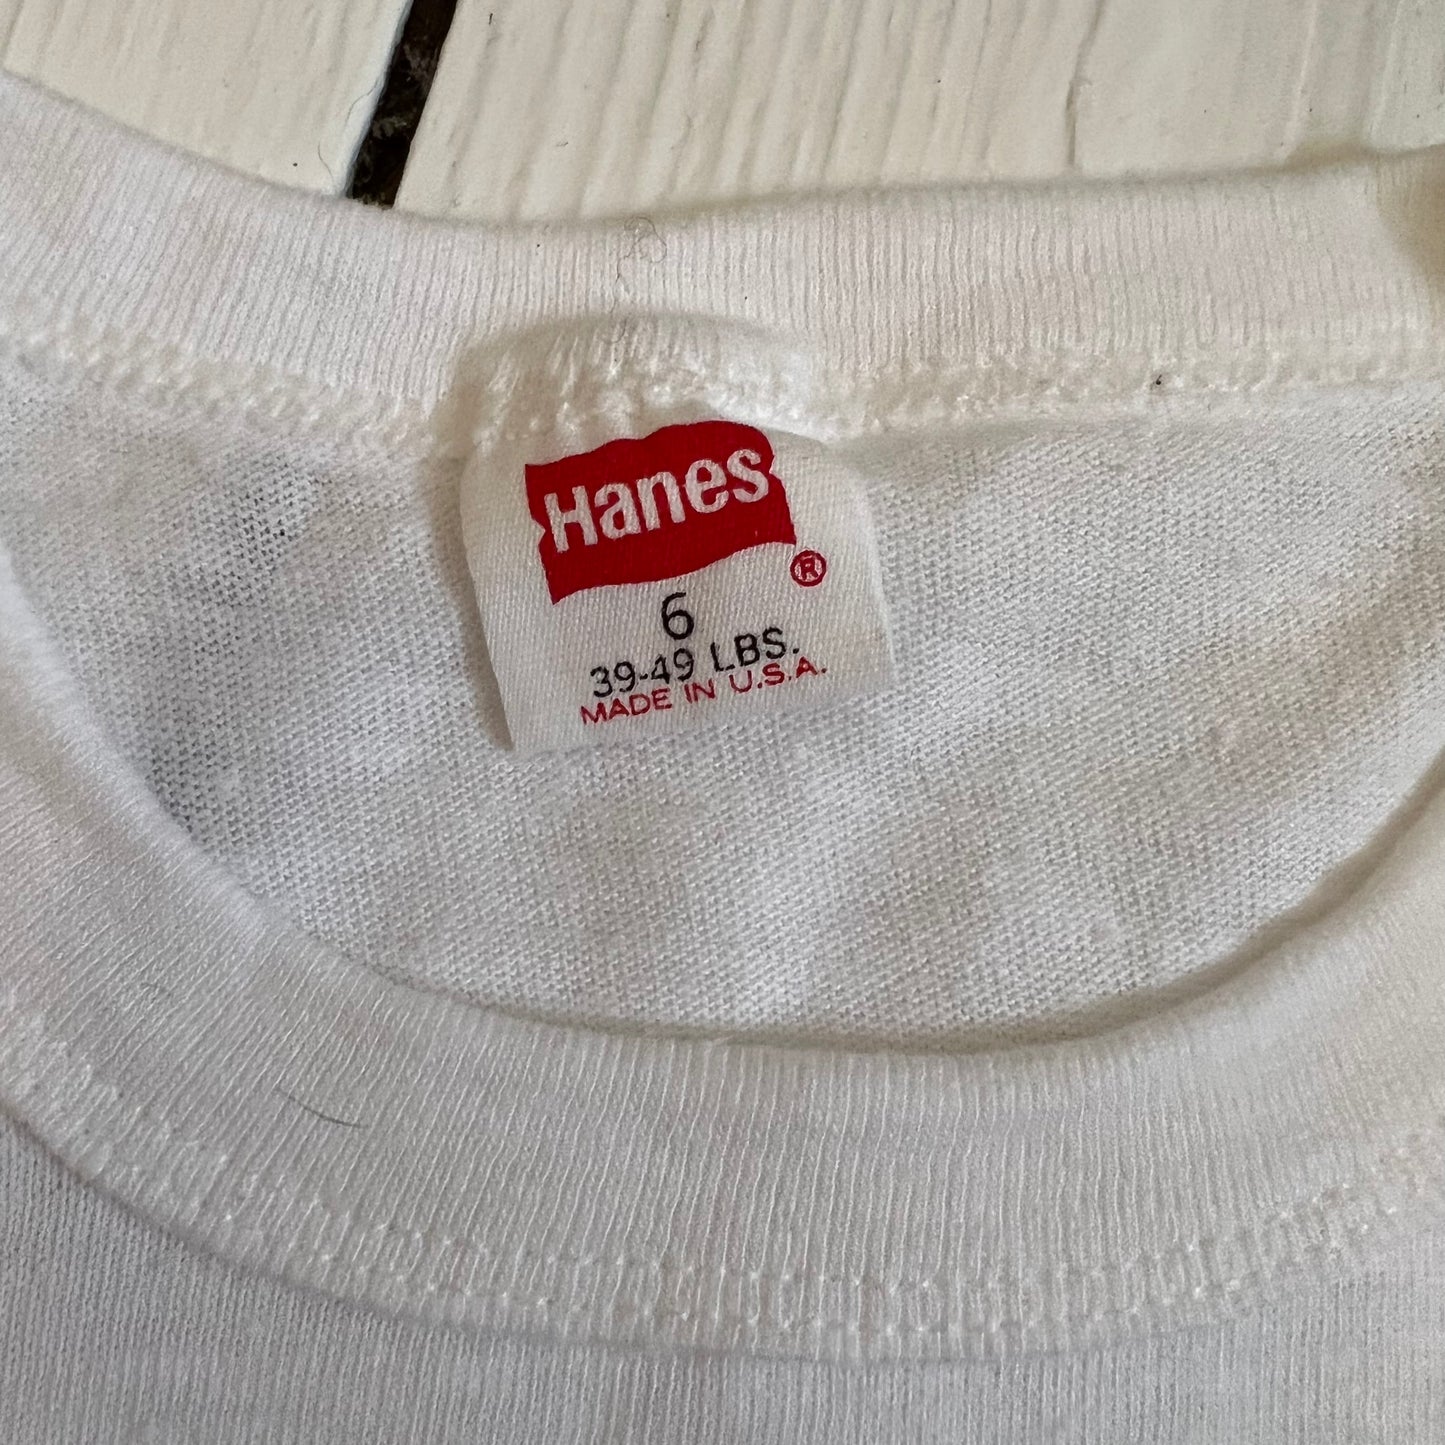 Hanes
®
6
39-49 LBS.
MADE IN U.S.A.